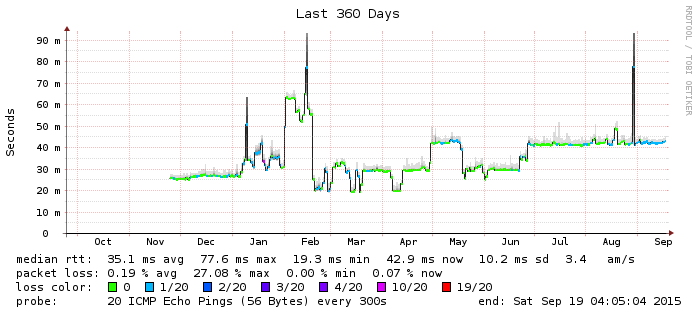 Last 360 Days
RRDTOOL / TOBI OETIKER
Seconds
90 m
80 m
70 m
60 m
50 m
40 m
30 m
20 m
10 m
0
Oct Nov Dec Jan Feb Mar Apr May Jun Jul Aug Sep
median rtt: 35.1 ms avg 77.6 ms max 19.3 ms min 42.9 ms now 10.2 ms sd 3.4 am/s
packet loss: 0.19 % avg 27.08 % max 0.00 % min 0.07 % now
loss color: 0 1/20 2/20 3/20 4/20 10/20 19/20
probe: 20 ICMP Echo Pings (56 Bytes) every 300s end: Sat Sep 19 04:05:04 2015